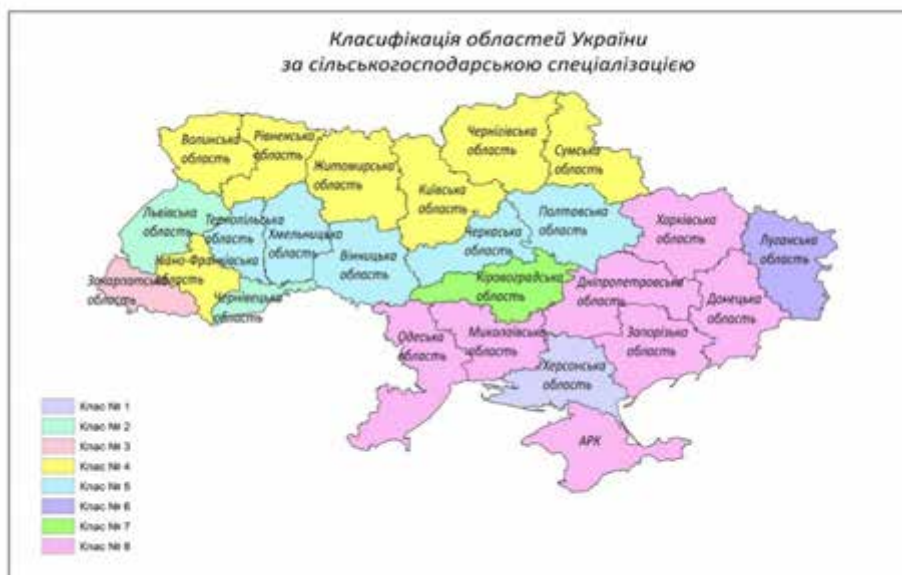 Класифікація областей України
за сільськогосподарською спеціалізацією
Волинська
область
Рівненська
область
Житомирська
область
Київська
область
Чернігівська
область
Сумська
область
Львівська
область
Тернопільська
область
Хмельницька
область
Вінницька
область
Черкаська
область
Полтавська
область
Харківська
область
Луганська
область
Івано-Франківська
область
Закарпатська
область
Чернівецька
область
Кіровоградська
область
Дніпропетровська
область
Донецька
область
Одеська
область
Миколаївська
область
Запорізька
область
Херсонська
область
АРК
Клас № 1
Клас № 2
Клас № 3
Клас № 4
Клас № 5
Клас № 6
Клас № 7
Клас № 8